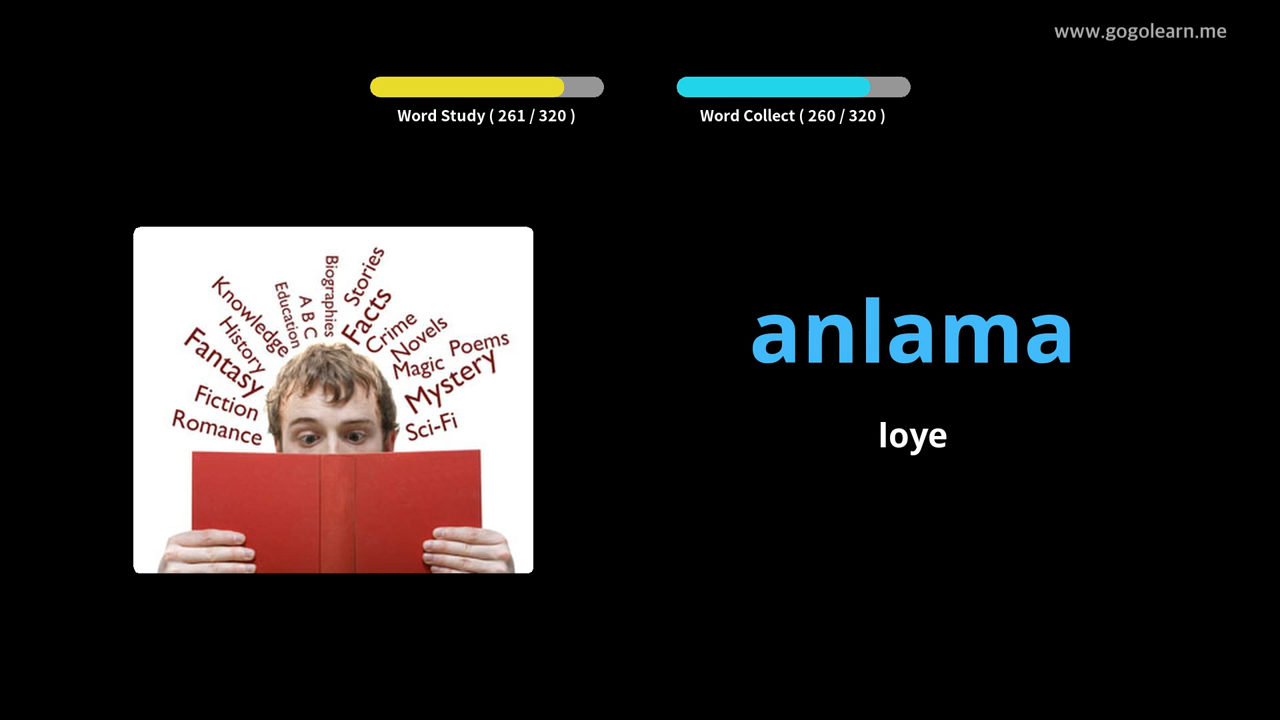 www.gogolearn.me
Word Study ( 261 / 320 )
Word Collect ( 260 / 320 )
Biographies
Stories
Education
A B C
Facts
Knowledge
History
Crime
Novels
Poems
Fantasy
Magic
Mystery
Fiction
Romance
Sci-Fi
anlama
loye